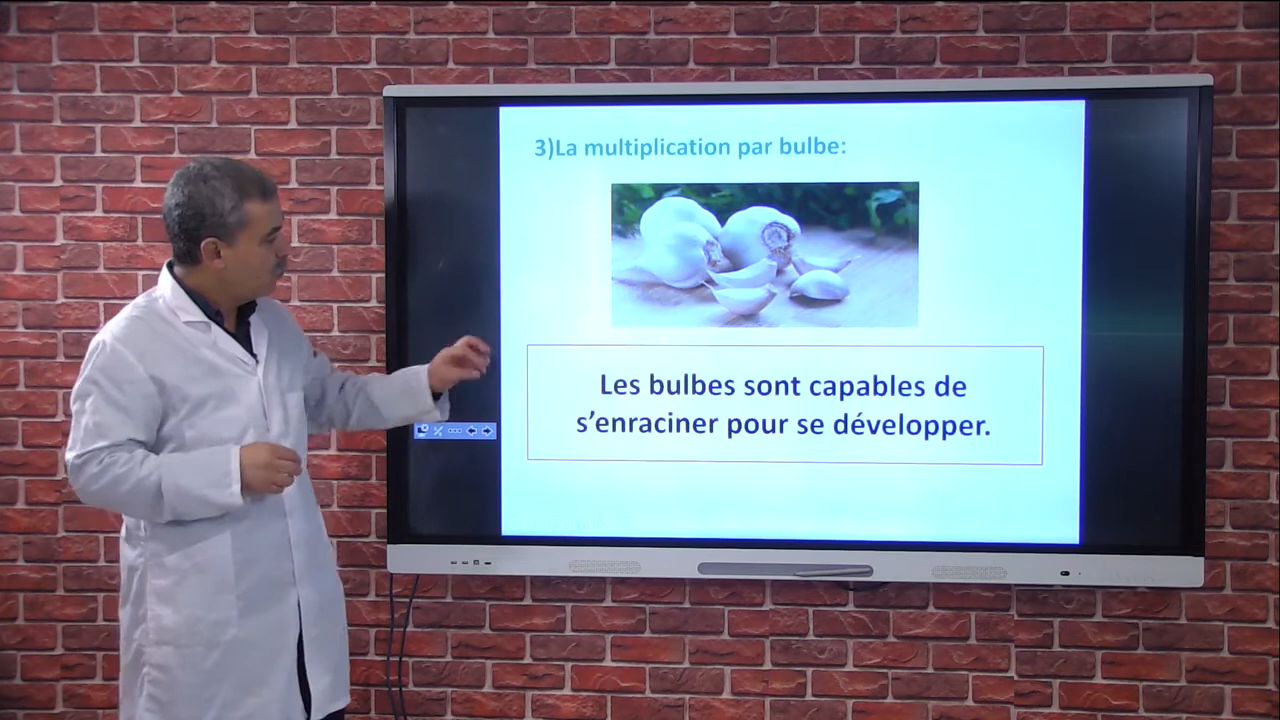 3)La multiplication par bulbe:
Les bulbes sont capables de
s’enraciner pour se développer.